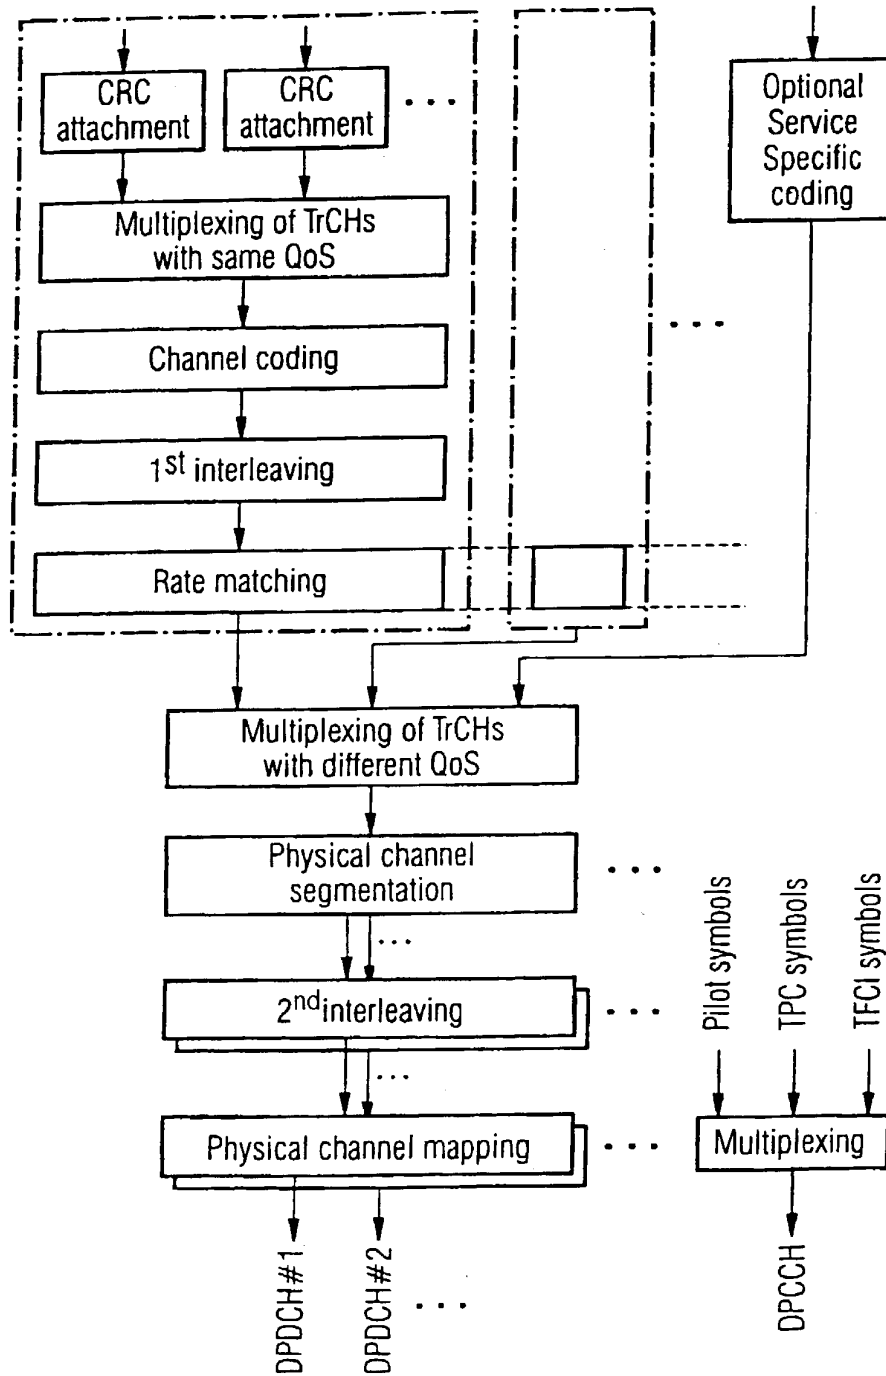 CRC
attachment
CRC
attachment
Optional
Service
Specific
coding
Multiplexing of TrCHs
with same QoS
Channel coding
1st interleaving
Rate matching
Multiplexing of TrCHs
with different QoS
Physical channel
segmentation
2nd interleaving
Pilot symbols
TPC symbols
TFCI symbols
Physical channel mapping
Multiplexing
DPDCH#1
DPDCH#2
DPCCH